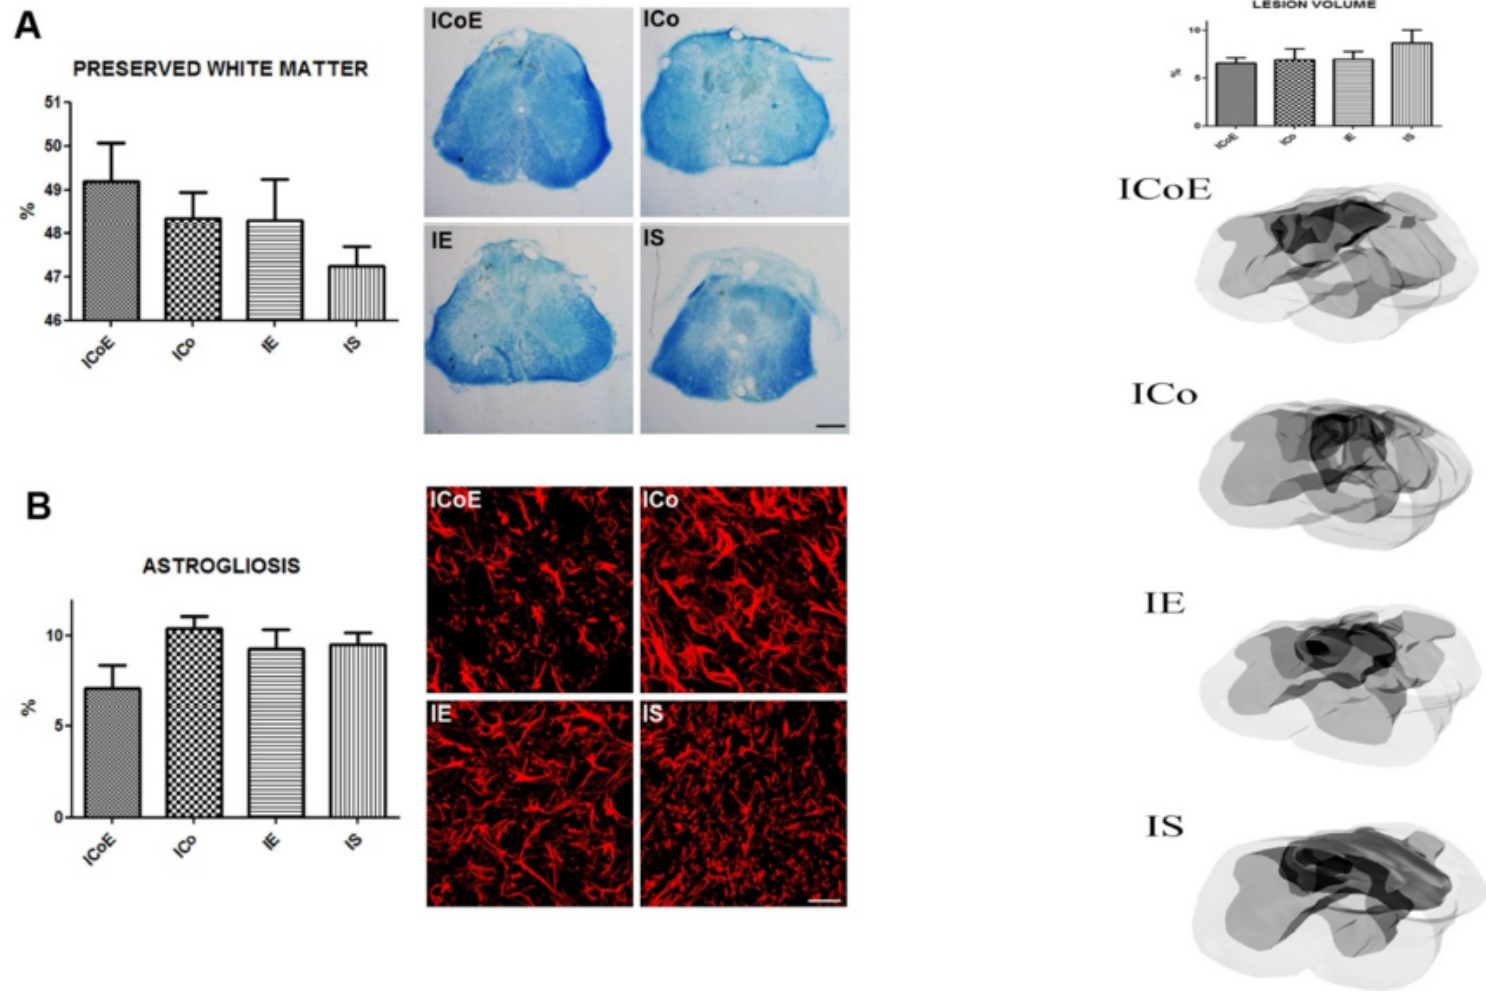 A
PRESERVED WHITE MATTER
51
50
49
48
47
46
%
ICoE
ICo
IE
IS
ICoE
ICo
IE
IS
B
ASTROGLIOSIS
10
5
0
%
ICoE
ICo
IE
IS
ICoE
ICo
IE
IS
LESION VOLUME
10
5
0
%
ICoE
ICo
IE
IS
ICoE
ICo
IE
IS